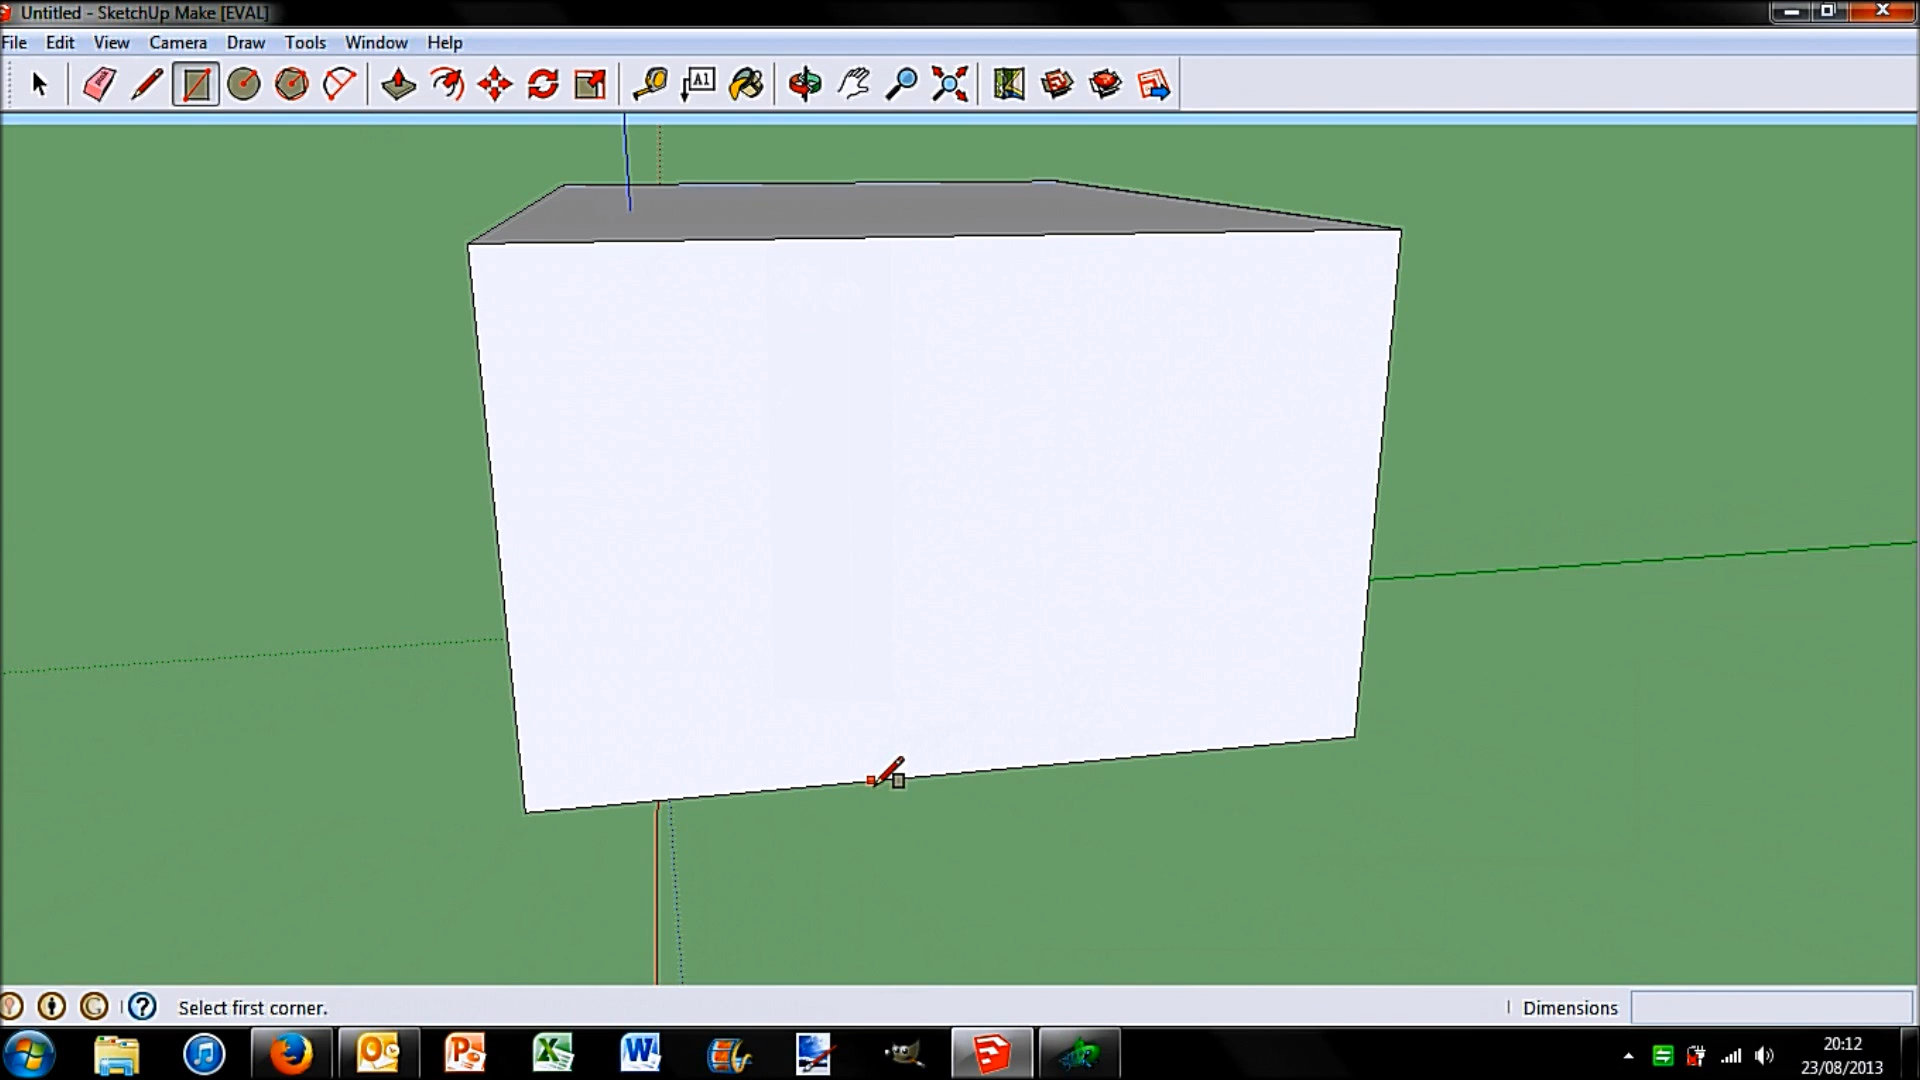 Untitled - SketchUp Make [EVAL]
File Edit View Camera Draw Tools Window Help
A1
Select first corner.
Dimensions
20:12
23/08/2013